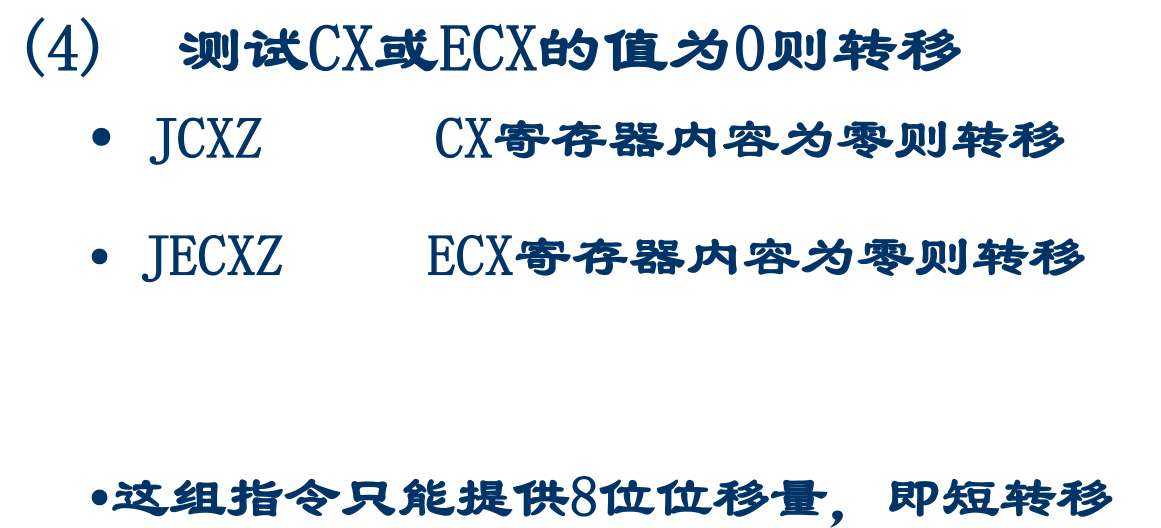 (4) 测试CX或ECX的值为0则转移
• JCXZ CX寄存器内容为零则转移
• JECXZ ECX寄存器内容为零则转移
•这组指令只能提供8位位移量，即短转移